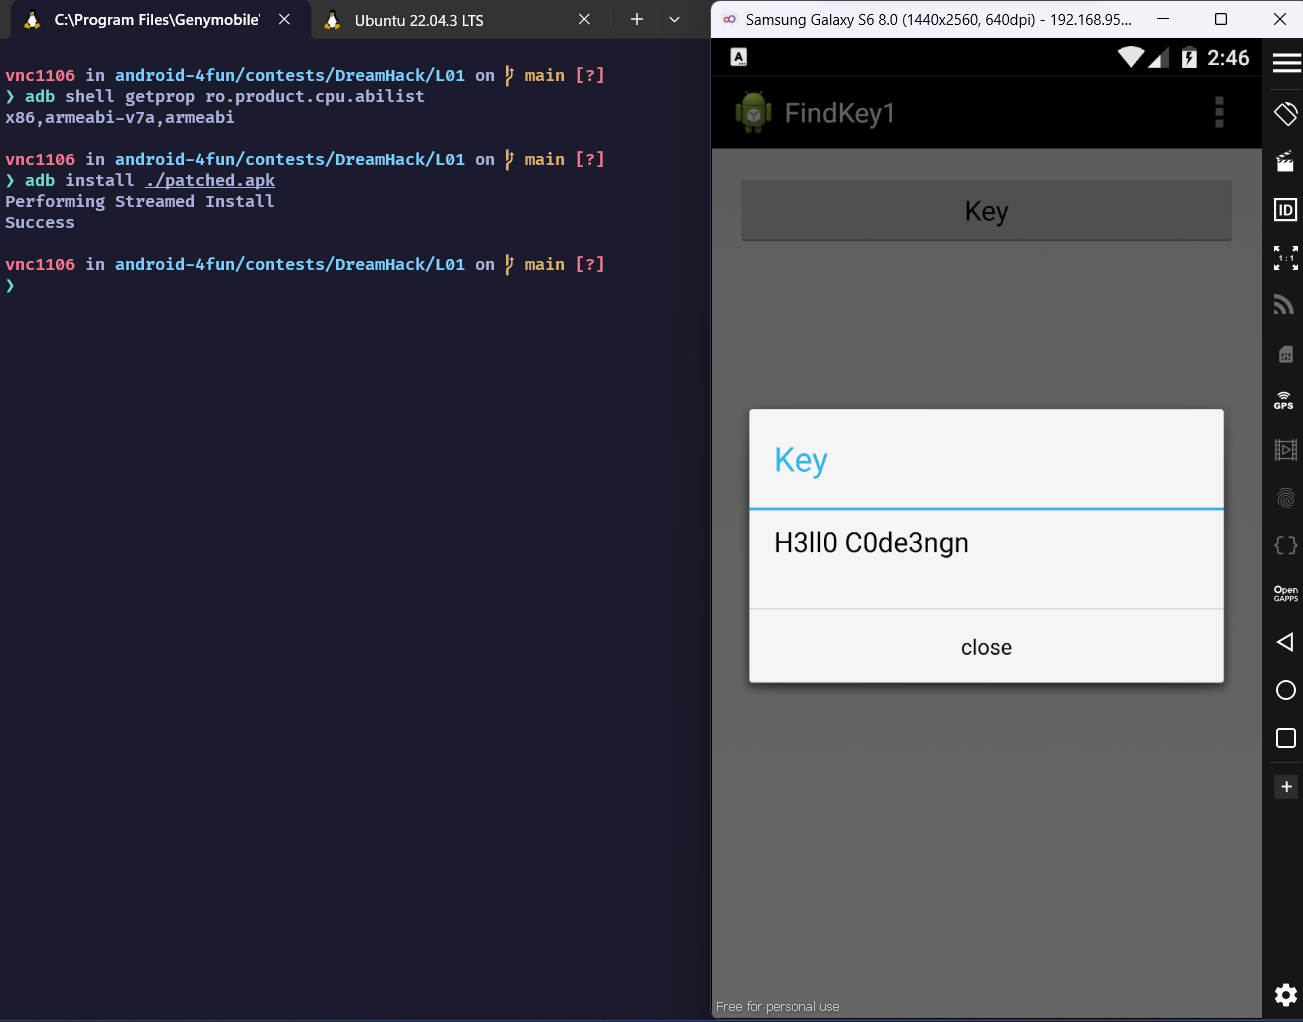 C:\Program Files\Genymobile'
Ubuntu 22.04.3 LTS
vnc1106 in android-4fun/contests/DreamHack/L01 on main [?]
❯ adb shell getprop ro.product.cpu.abilist
x86,armeabi-v7a,armeabi
vnc1106 in android-4fun/contests/DreamHack/L01 on main [?]
❯ adb install ./patched.apk
Performing Streamed Install
Success
vnc1106 in android-4fun/contests/DreamHack/L01 on main [?]
❯
Samsung Galaxy S6 8.0 (1440x2560, 640dpi) - 192.168.95...
A
2:46
FindKey1
Key
Key
H3ll0 C0de3ngn
close
Free for personal use
ID
1:1
GPS
Open
GAPPS